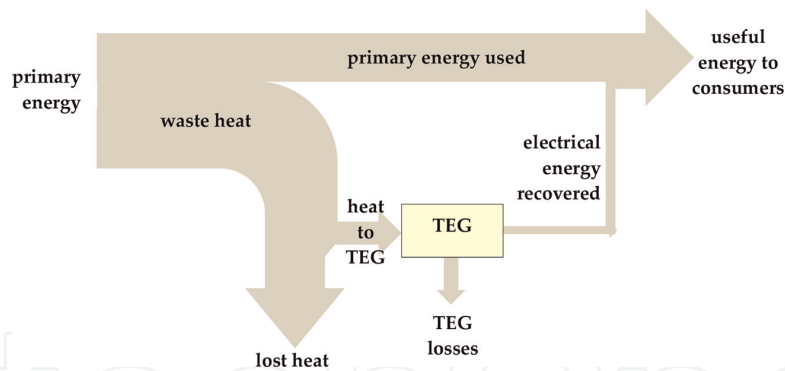 primary
energy
waste heat
primary energy used
useful
energy to
consumers
electrical
energy
recovered
heat
to
TEG
TEG
TEG
losses
lost heat